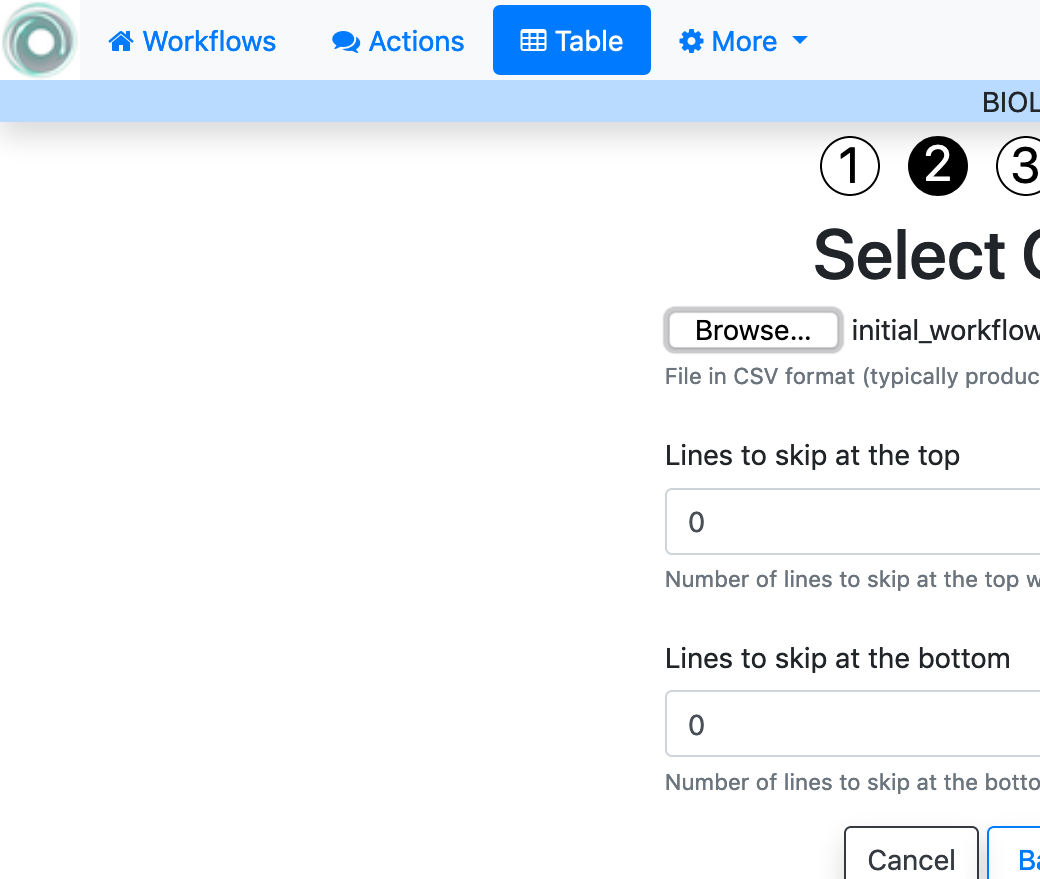 Workflows Actions Table More
BIOL
1 2 3
Select
Browse... initial_workflow
File in CSV format (typically produc
Lines to skip at the top
0
Number of lines to skip at the top w
Lines to skip at the bottom
0
Number of lines to skip at the botto
Cancel Ba